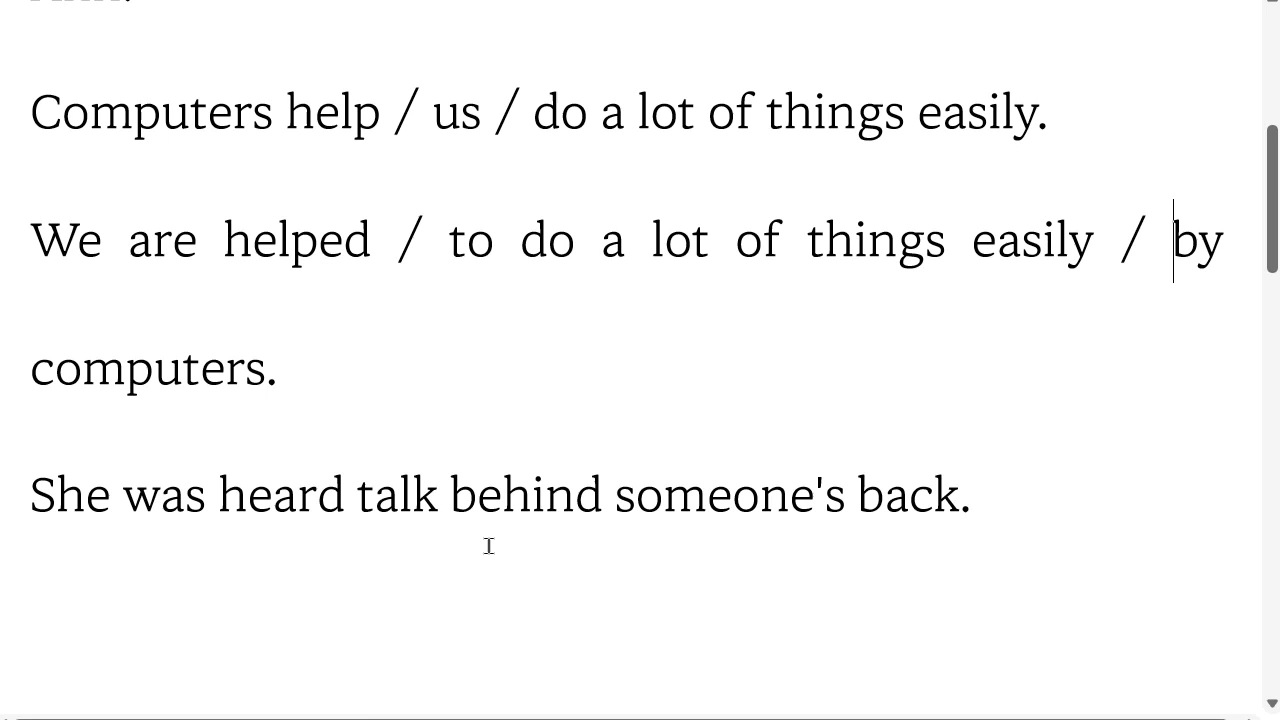 Computers help / us / do a lot of things easily.
We are helped / to do a lot of things easily / by
computers.
She was heard talk behind someone's back.